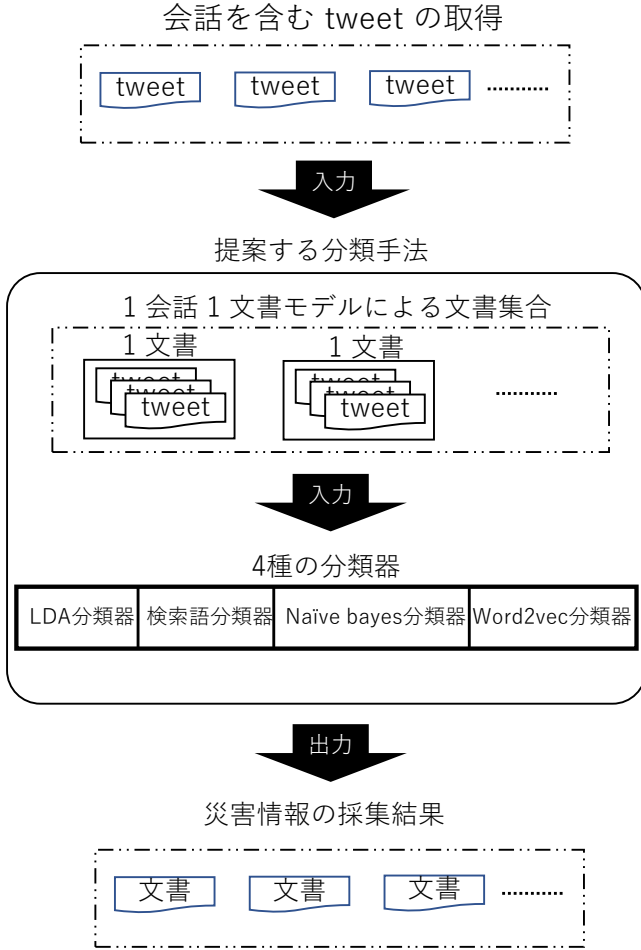 会話を含む tweet の取得
tweet tweet tweet ...........
入力
提案する分類手法
1 会話 1 文書モデルによる文書集合
1 文書 1 文書
tweet tweet
tweet tweet
tweet tweet ...........
入力
4種の分類器
LDA分類器 検索語分類器 Naïve bayes分類器 Word2vec分類器
出力
災害情報の採集結果
文書 文書 文書 ...........